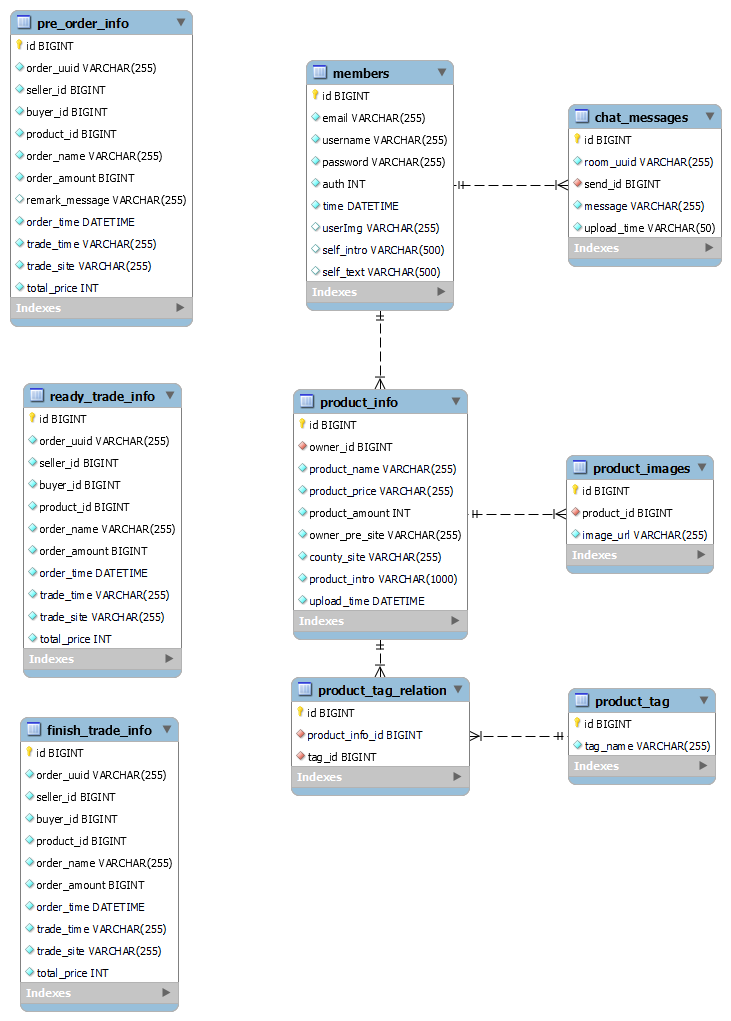 pre_order_info
id BIGINT
order_uuid VARCHAR(255)
seller_id BIGINT
buyer_id BIGINT
product_id BIGINT
order_name VARCHAR(255)
order_amount BIGINT
remark_message VARCHAR(255)
order_time DATETIME
trade_time VARCHAR(255)
trade_site VARCHAR(255)
total_price INT
Indexes
members
id BIGINT
email VARCHAR(255)
username VARCHAR(255)
password VARCHAR(255)
auth INT
time DATETIME
userImg VARCHAR(255)
self_intro VARCHAR(500)
self_text VARCHAR(500)
Indexes
chat_messages
id BIGINT
room_uuid VARCHAR(255)
send_id BIGINT
message VARCHAR(255)
upload_time VARCHAR(50)
Indexes
ready_trade_info
id BIGINT
order_uuid VARCHAR(255)
seller_id BIGINT
buyer_id BIGINT
product_id BIGINT
order_name VARCHAR(255)
order_amount BIGINT
order_time DATETIME
trade_time VARCHAR(255)
trade_site VARCHAR(255)
total_price INT
Indexes
product_info
id BIGINT
owner_id BIGINT
product_name VARCHAR(255)
product_price VARCHAR(255)
product_amount INT
owner_pre_site VARCHAR(255)
county_site VARCHAR(255)
product_intro VARCHAR(1000)
upload_time DATETIME
Indexes
product_images
id BIGINT
product_id BIGINT
image_url VARCHAR(255)
Indexes
finish_trade_info
id BIGINT
order_uuid VARCHAR(255)
seller_id BIGINT
buyer_id BIGINT
product_id BIGINT
order_name VARCHAR(255)
order_amount BIGINT
order_time DATETIME
trade_time VARCHAR(255)
trade_site VARCHAR(255)
total_price INT
Indexes
product_tag_relation
id BIGINT
product_info_id BIGINT
tag_id BIGINT
Indexes
product_tag
id BIGINT
tag_name VARCHAR(255)
Indexes